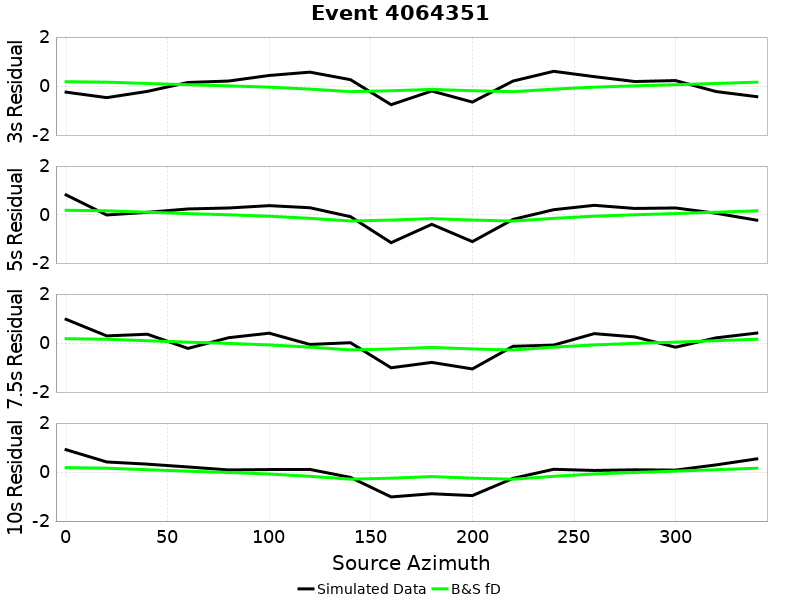 Event 4064351
3s Residual
2
0
-2
5s Residual
2
0
-2
7.5s Residual
2
0
-2
10s Residual
2
0
-2
0 50 100 150 200 250 300
Source Azimuth
Simulated Data B&S fD